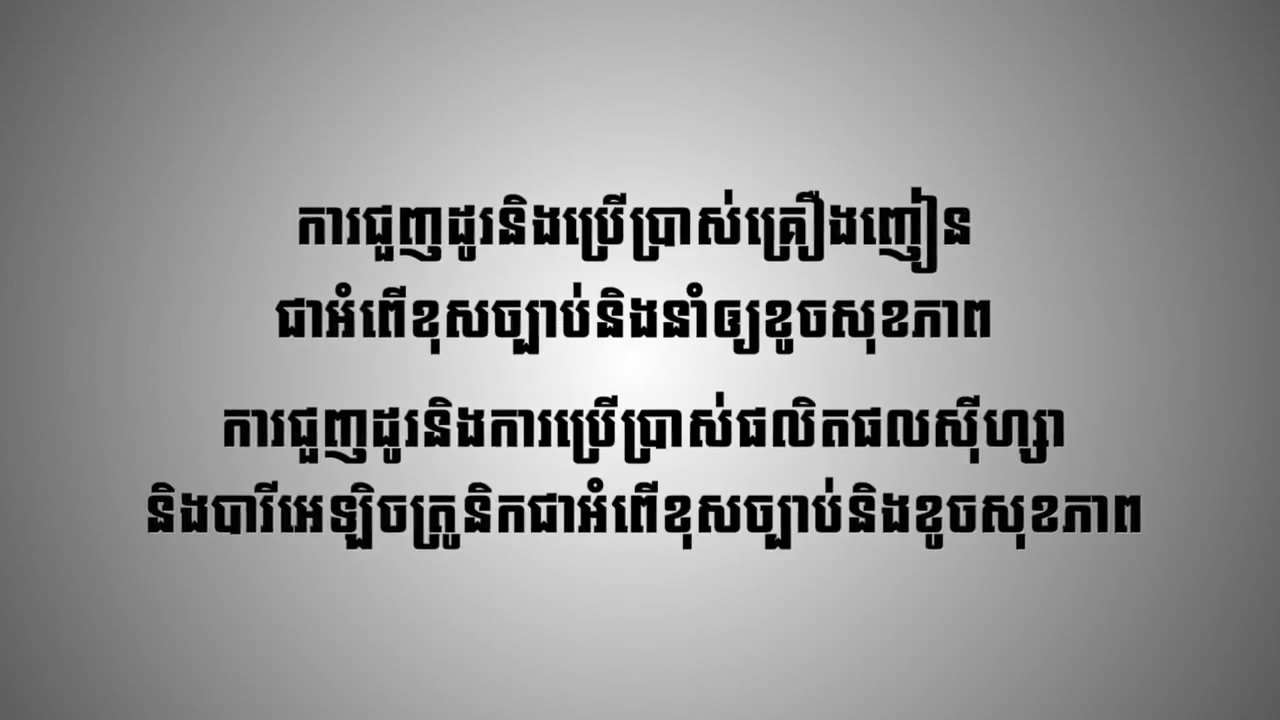 ការជួញដូរនិងប្រើប្រាស់គ្រឿងញៀន
ជាអំពើខុសច្បាប់និងនាំឲ្យខូចសុខភាព
ការជួញដូរនិងការប្រើប្រាស់ផលិតផលស៊ីហ្សា
និងបារីអេឡិចត្រូនិកជាអំពើខុសច្បាប់និងខូចសុខភាព